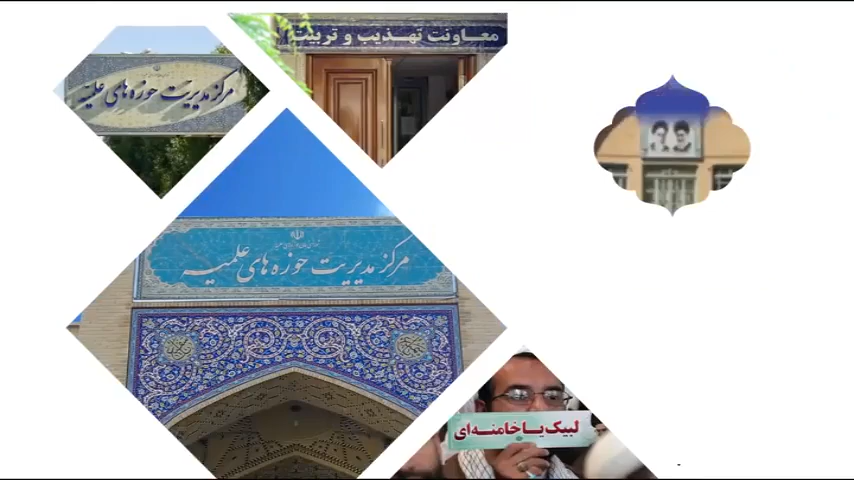 معاونت تهذیب و تربیت
مرکز مدیریت حوزه های علمیه
مرکز مدیریت حوزه های علمیه
لبیک یا خامنه ای